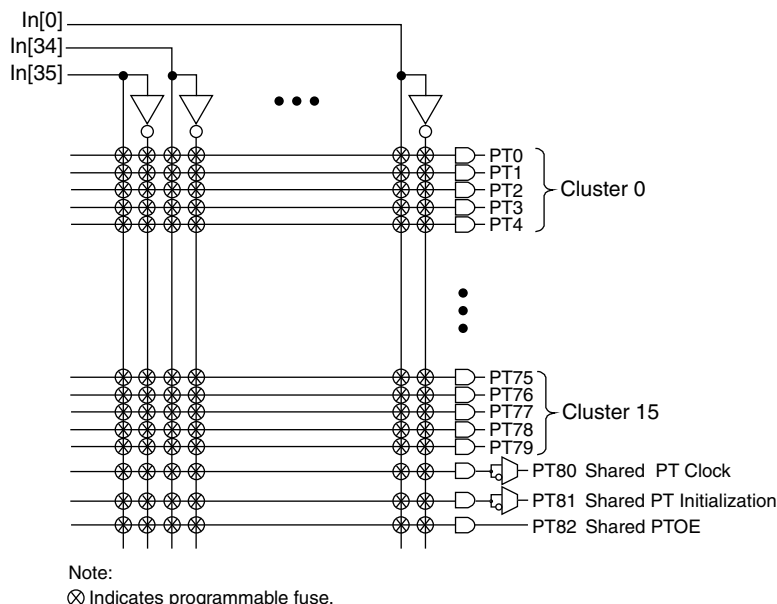 In[0]
In[34]
In[35]
PT0
PT1
PT2
PT3
PT4
Cluster 0
PT75
PT76
PT77
PT78
PT79
Cluster 15
PT80 Shared PT Clock
PT81 Shared PT Initialization
PT82 Shared PTOE
Note:
Indicates programmable fuse.